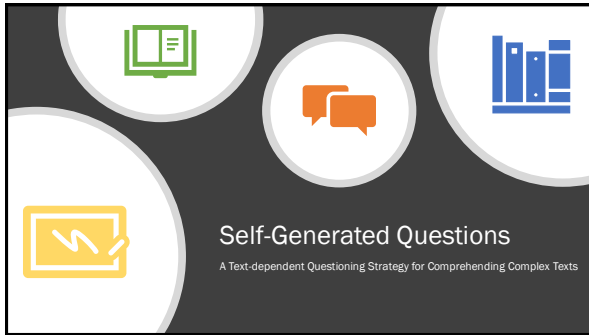 Self-Generated Questions
A Text-dependent Questioning Strategy for Comprehending Complex Texts